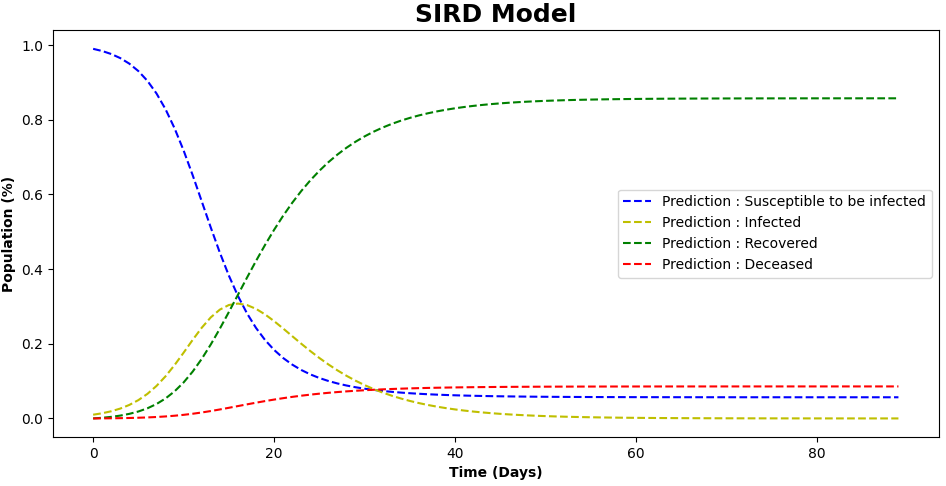 SIRD Model
1.0
0.8
0.6
0.4
0.2
0.0
Population (%)
Prediction : Susceptible to be infected
Prediction : Infected
Prediction : Recovered
Prediction : Deceased
0 20 40 60 80
Time (Days)